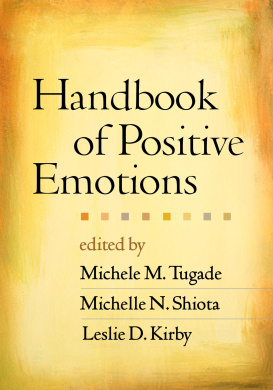 Handbook
of Positive
Emotions
edited by
Michele M. Tugade
Michelle N. Shiota
Leslie D. Kirby